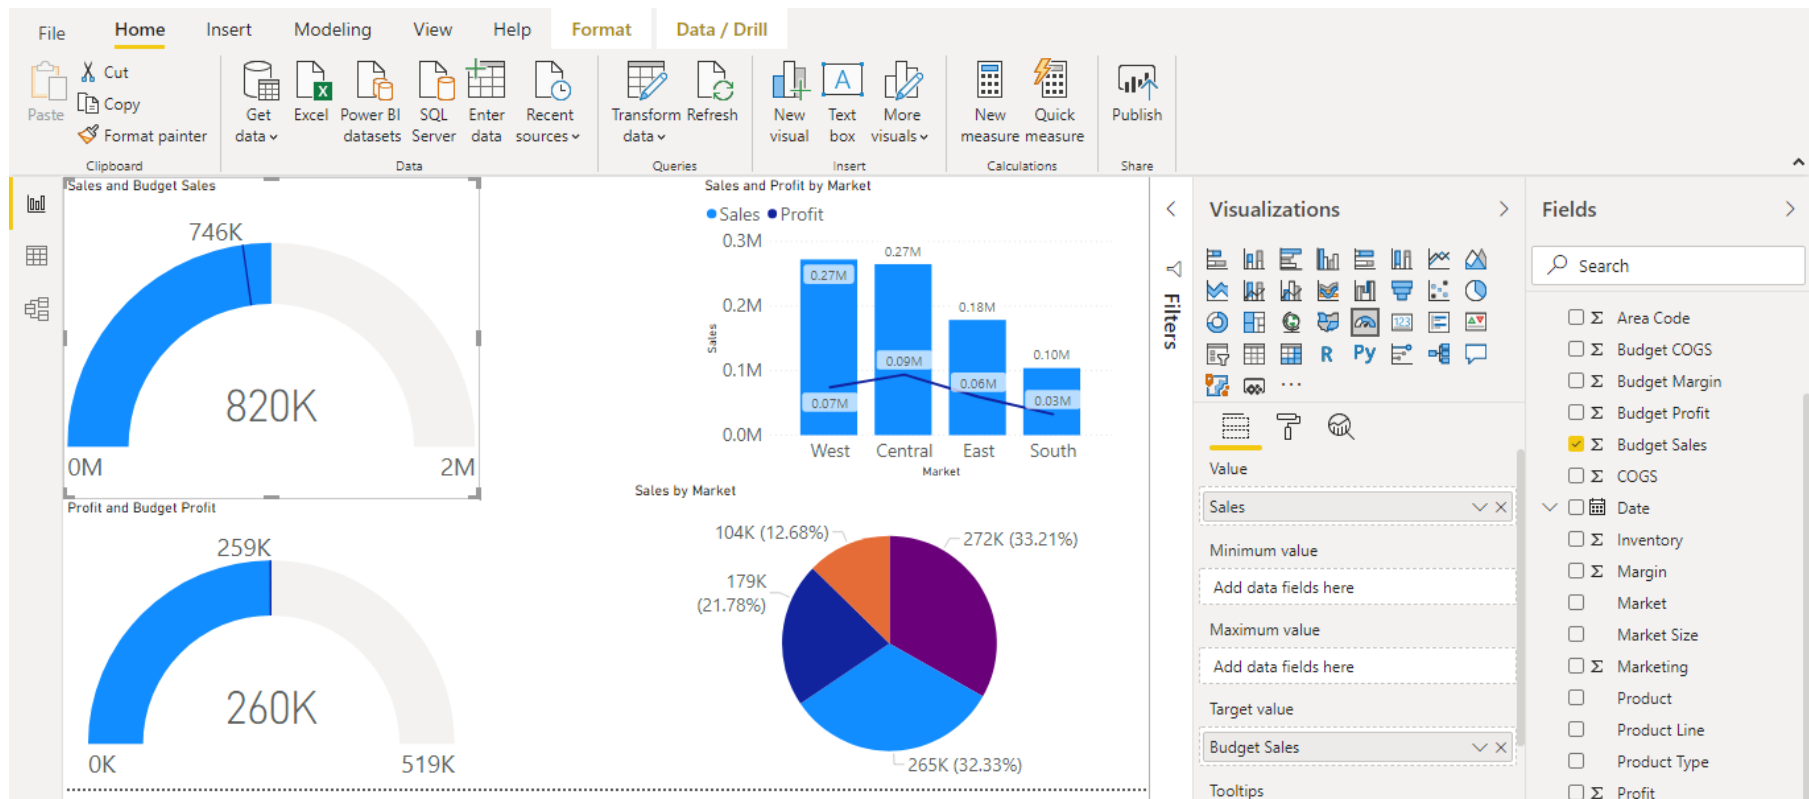 File Home Insert Modeling View Help Format Data / Drill
Paste
Cut
Copy
Format painter
Clipboard
Get data
Excel
Power BI datasets
SQL Server
Enter data
Recent sources
Data
Transform data
Refresh
Queries
New visual
Text box
More visuals
Insert
New measure
Quick measure
Calculations
Publish
Share
Sales and Budget Sales
746K
820K
0M
2M
Profit and Budget Profit
259K
260K
0K
519K
Sales and Profit by Market
Sales Profit
0.3M
0.2M
0.1M
0.0M
Sales
0.27M
0.27M
0.18M
0.10M
0.07M
0.09M
0.06M
0.03M
West Central East South
Market
Sales by Market
104K (12.68%)
272K (33.21%)
179K
(21.78%)
265K (32.33%)
Filters
Visualizations
123
R
Py
Value
Sales
Minimum value
Add data fields here
Maximum value
Add data fields here
Target value
Budget Sales
Tooltips
Fields
Search
Σ Area Code
Σ Budget COGS
Σ Budget Margin
Σ Budget Profit
Σ Budget Sales
Σ COGS
Date
Σ Inventory
Σ Margin
Market
Market Size
Σ Marketing
Product
Product Line
Product Type
Σ Profit